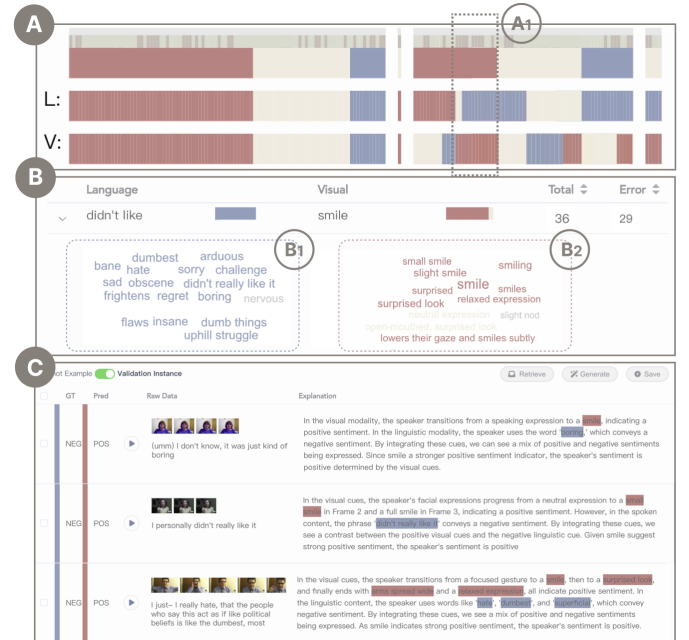 A
A1
L:
V:
B
Language Visual Total Error
didn't like smile 36 29
B1
dumbest arduous
bane hate sorry challenge
sad obscene didn't really like it
frightens regret boring nervous
flaws insane dumb things
uphill struggle
B2
small smile smiling
slight smile
surprised smile smiles
surprised look relaxed expression
neutral expression slight nod
open-mouthed, surprised look
lowers their gaze and smiles subtly
C
ot Example Validation Instance Retrieve Generate Save
GT Pred Raw Data Explanation
NEG POS
(umm) I don't know, it was just kind of
boring
In the visual modality, the speaker transitions from a speaking expression to a smile, indicating a
positive sentiment. In the linguistic modality, the speaker uses the word 'boring,' which conveys a
negative sentiment. By integrating these cues, we can see a mix of positive and negative sentiments
being expressed. Since smile a stronger positive sentiment indicator, the speaker's sentiment is
positive determined by the visual cues.
NEG POS
I personally didn't really like it
In the visual cues, the speaker's facial expressions progress from a neutral expression to a small
smile in Frame 2 and a full smile in Frame 3, indicating a positive sentiment. However, in the spoken
content, the phrase 'didn't really like it' conveys a negative sentiment. By integrating these cues, we
see a contrast between the positive visual cues and the negative linguistic cue. Given smile suggest
strong positive sentiment, the speaker's sentiment is positive
NEG POS
I just– I really hate, that the people
who say this act as if like political
beliefs is like the dumbest, most
In the visual cues, the speaker transitions from a focused gesture to a smile, then to a surprised look,
and finally ends with arms spread wide and a relaxed expression, all indicate positive sentiment. In
the linguistic content, the speaker uses words like 'hate', 'dumbest', and 'superficial', which convey
negative sentiment. By integrating these cues, we see a mix of positive and negative sentiments
being expressed. As smile indicates strong positive sentiment, the speaker's sentiment is positive.